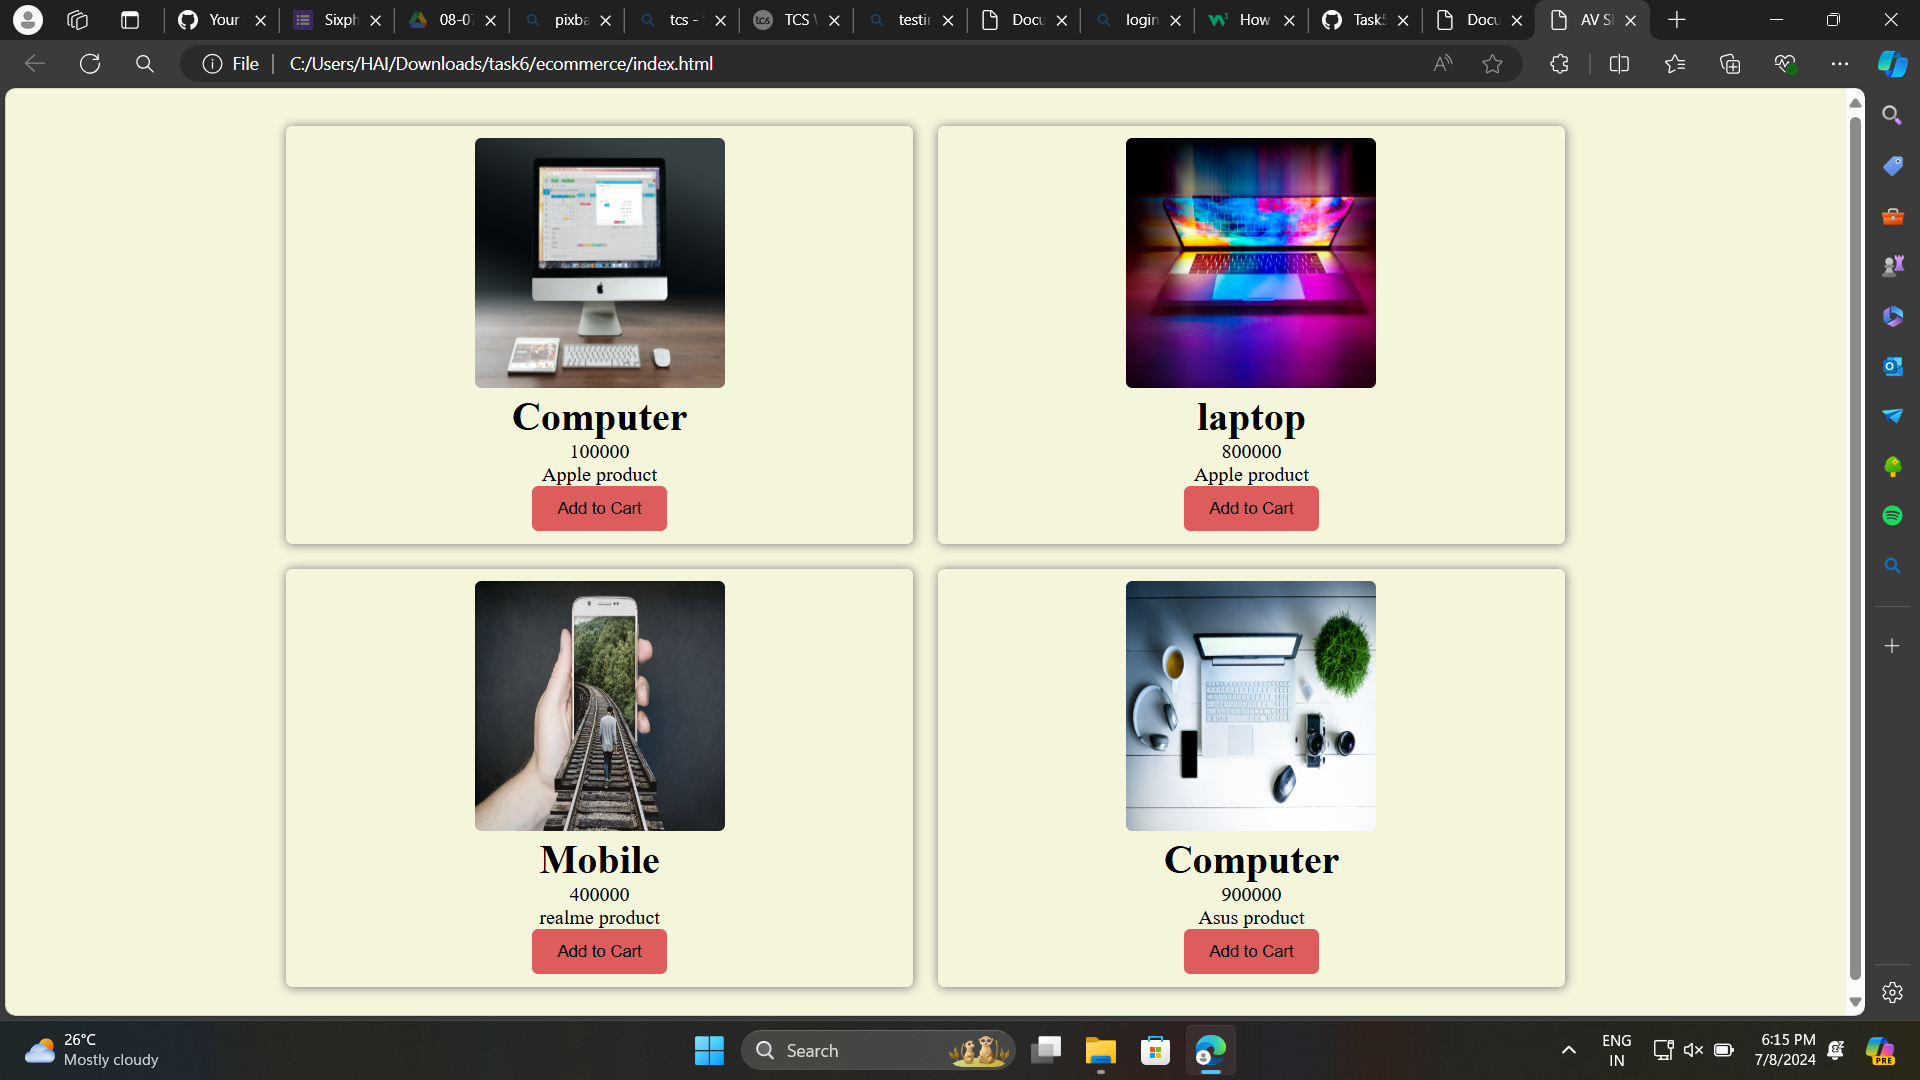 Your
Sixph
08-07
pixba
tcs -
TCS
testin
Docu
login
How
Task
Docu
AV S
File
C:/Users/HAI/Downloads/task6/ecommerce/index.html
Computer
100000
Apple product
Add to Cart
laptop
800000
Apple product
Add to Cart
Mobile
400000
realme product
Add to Cart
Computer
900000
Asus product
Add to Cart
26°C
Mostly cloudy
Search
ENG
IN
6:15 PM
7/8/2024
PRE